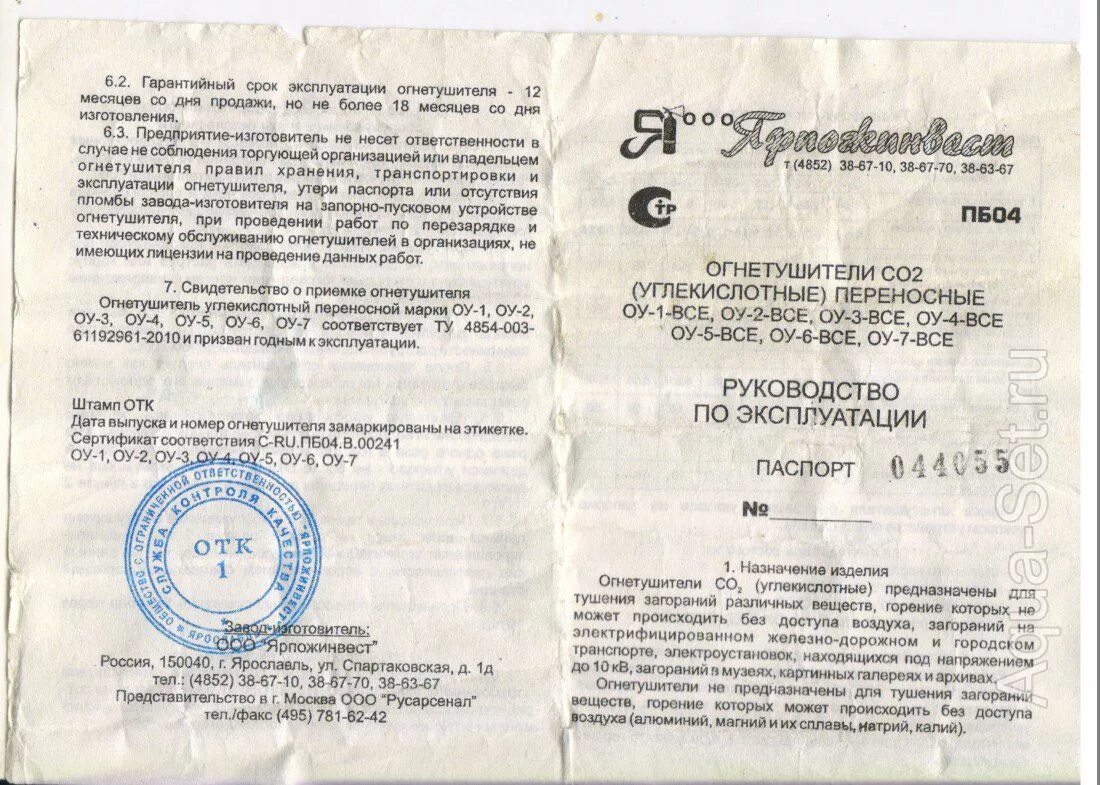 6.2. Гарантийный срок эксплуатации огнетушителя - 12
месяцев со дня продажи, но не более 18 месяцев со дня
изготовления.
6.3. Предприятие-изготовитель не несет ответственности в
случае не соблюдения торгующей организацией или владельцем
огнетушителя правил хранения, транспортировки и
эксплуатации огнетушителя, утери паспорта или отсутствия
пломбы завода-изготовителя на запорно-пусковом устройстве
огнетушителя, при проведении работ по перезарядке и
техническому обслуживанию огнетушителей в организациях, не
имеющих лицензии на проведение данных работ.
7. Свидетельство о приемке огнетушителя
Огнетушитель углекислотный переносной марки ОУ-1, ОУ-2,
ОУ-3, ОУ-4, ОУ-5, ОУ-6, ОУ-7 соответствует ТУ 4854-003-
61192961-2010 и призван годным к эксплуатации.
Штамп ОТК
Дата выпуска и номер огнетушителя замаркированы на этикетке.
Сертификат соответствия C-RU.ПБ04.В.00241
ОУ-1, ОУ-2, ОУ-3, ОУ-4, ОУ-5, ОУ-6, ОУ-7
ОБЩЕСТВО С ОГРАНИЧЕННОЙ ОТВЕТСТВЕННОСТЬЮ "ЯРПОЖИНВЕСТ"
* ЯРОСЛАВЛЬ *
СЛУЖБА КОНТРОЛЯ КАЧЕСТВА
ОТК
1
Завод-изготовитель:
ООО "Ярпожинвест"
Россия, 150040, г. Ярославль, ул. Спартаковская, д. 1д
тел.: (4852) 38-67-10, 38-67-70, 38-63-67
Представительство в г. Москва ООО "Русарсенал"
тел./факс (495) 781-62-42
Я ООО Ярпожинвест
т (4852) 38-67-10, 38-67-70, 38-63-67
СТР
ПБ04
ОГНЕТУШИТЕЛИ СО2
(УГЛЕКИСЛОТНЫЕ) ПЕРЕНОСНЫЕ
ОУ-1-ВСЕ, ОУ-2-ВСЕ, ОУ-3-ВСЕ, ОУ-4-ВСЕ
ОУ-5-ВСЕ, ОУ-6-ВСЕ, ОУ-7-ВСЕ
РУКОВОДСТВО
ПО ЭКСПЛУАТАЦИИ
ПАСПОРТ 044055
№____
1. Назначение изделия
Огнетушители СО₂ (углекислотные) предназначены для
тушения загораний различных веществ, горение которых не
может происходить без доступа воздуха, загораний на
электрифицированном железно-дорожном и городском
транспорте, электроустановок, находящихся под напряжением
до 10 кВ, загораний в музеях, картинных галереях и архивах.
Огнетушители не предназначены для тушения загораний
веществ, горение которых может происходить без доступа
воздуха (алюминий, магний и их сплавы, натрий, калий).
Aqua-Set.ru